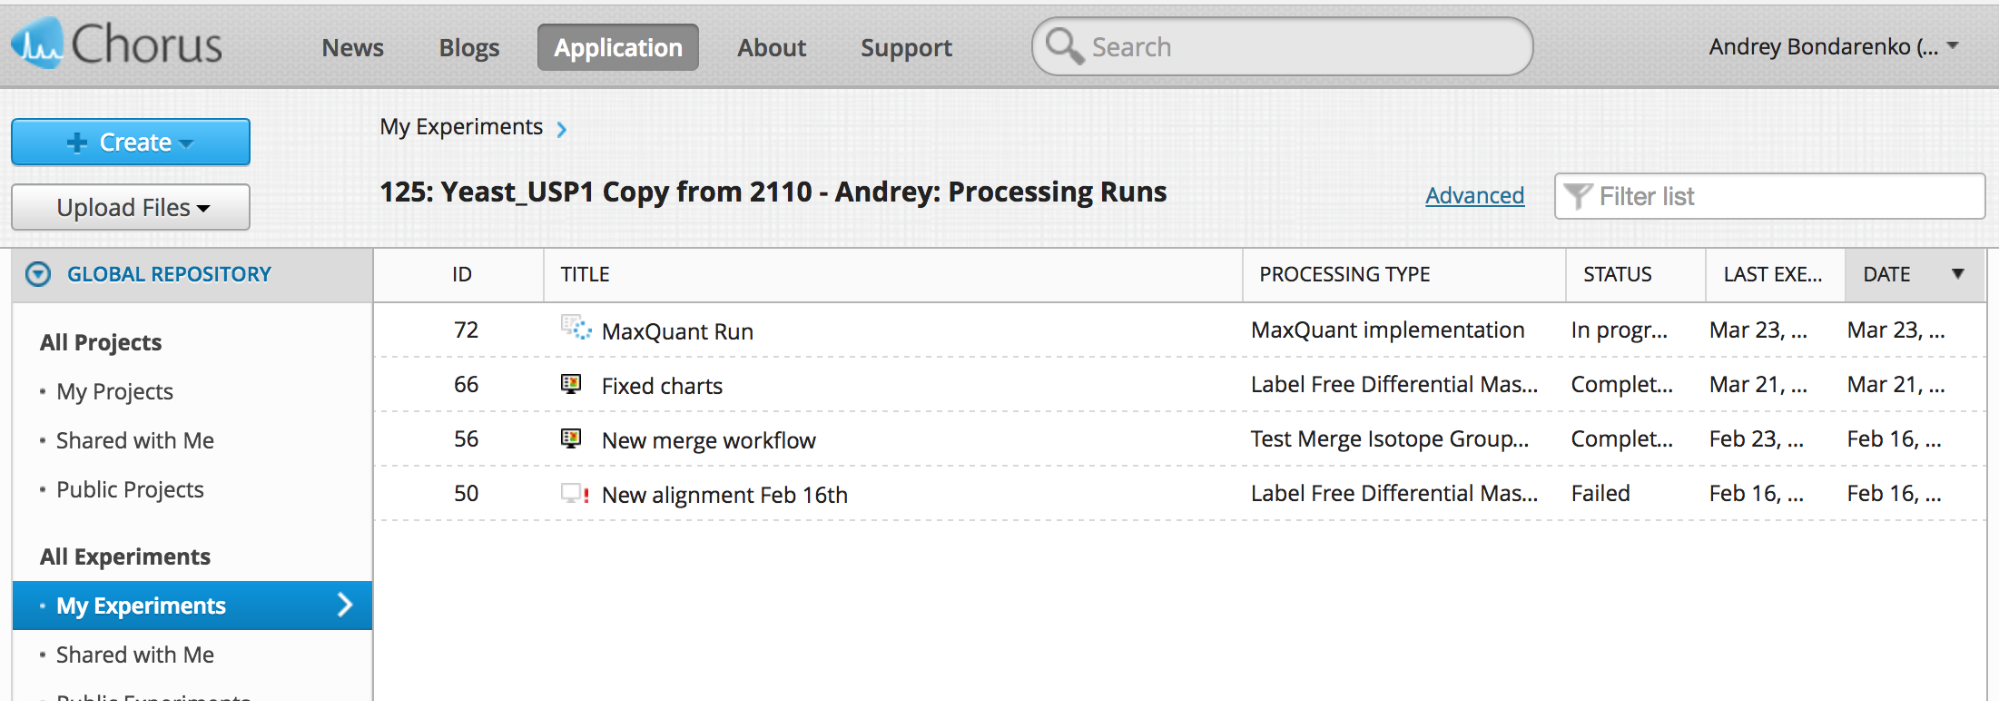 Chorus News Blogs Application About Support Search Andrey Bondarenko (...
Create
My Experiments
125: Yeast_USP1 Copy from 2110 - Andrey: Processing Runs
Advanced Filter list
Upload Files
GLOBAL REPOSITORY
All Projects
My Projects
Shared with Me
Public Projects
All Experiments
My Experiments
Shared with Me
Public Experiments
ID TITLE PROCESSING TYPE STATUS LAST EXE... DATE
72 MaxQuant Run MaxQuant implementation In progr... Mar 23, ... Mar 23, ...
66 Fixed charts Label Free Differential Mas... Complet... Mar 21, ... Mar 21, ...
56 New merge workflow Test Merge Isotope Group... Complet... Feb 23, ... Feb 16, ...
50 New alignment Feb 16th Label Free Differential Mas... Failed Feb 16, ... Feb 16, ...